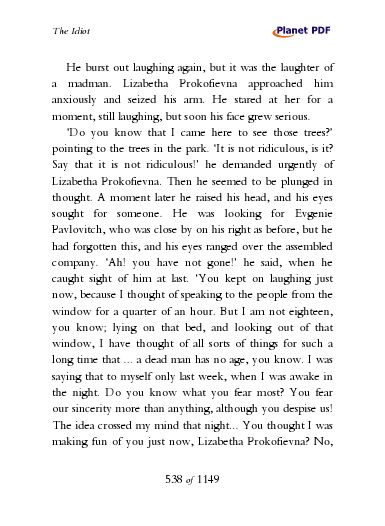 The Idiot
Planet PDF
He burst out laughing again, but it was the laughter of
a madman. Lizabetha Prokofievna approached him
anxiously and seized his arm. He stared at her for a
moment, still laughing, but soon his face grew serious.
'Do you know that I came here to see those trees?'
pointing to the trees in the park. 'It is not ridiculous, is it?
Say that it is not ridiculous!' he demanded urgently of
Lizabetha Prokofievna. Then he seemed to be plunged in
thought. A moment later he raised his head, and his eyes
sought for someone. He was looking for Evgenie
Pavlovitch, who was close by on his right as before, but he
had forgotten this, and his eyes ranged over the assembled
company. 'Ah! you have not gone!' he said, when he
caught sight of him at last. 'You kept on laughing just
now, because I thought of speaking to the people from the
window for a quarter of an hour. But I am not eighteen,
you know; lying on that bed, and looking out of that
window, I have thought of all sorts of things for such a
long time that ... a dead man has no age, you know. I was
saying that to myself only last week, when I was awake in
the night. Do you know what you fear most? You fear
our sincerity more than anything, although you despise us!
The idea crossed my mind that night... You thought I was
making fun of you just now, Lizabetha Prokofievna? No,
538 of 1149